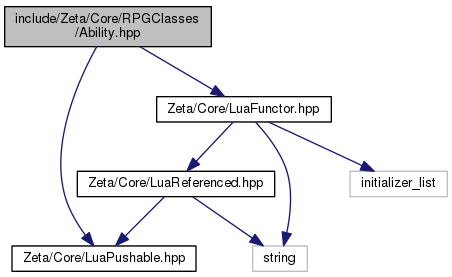 include/Zeta/Core/RPGClasses
/Ability.hpp
Zeta/Core/LuaFunctor.hpp
Zeta/Core/LuaReferenced.hpp
initializer_list
Zeta/Core/LuaPushable.hpp
string